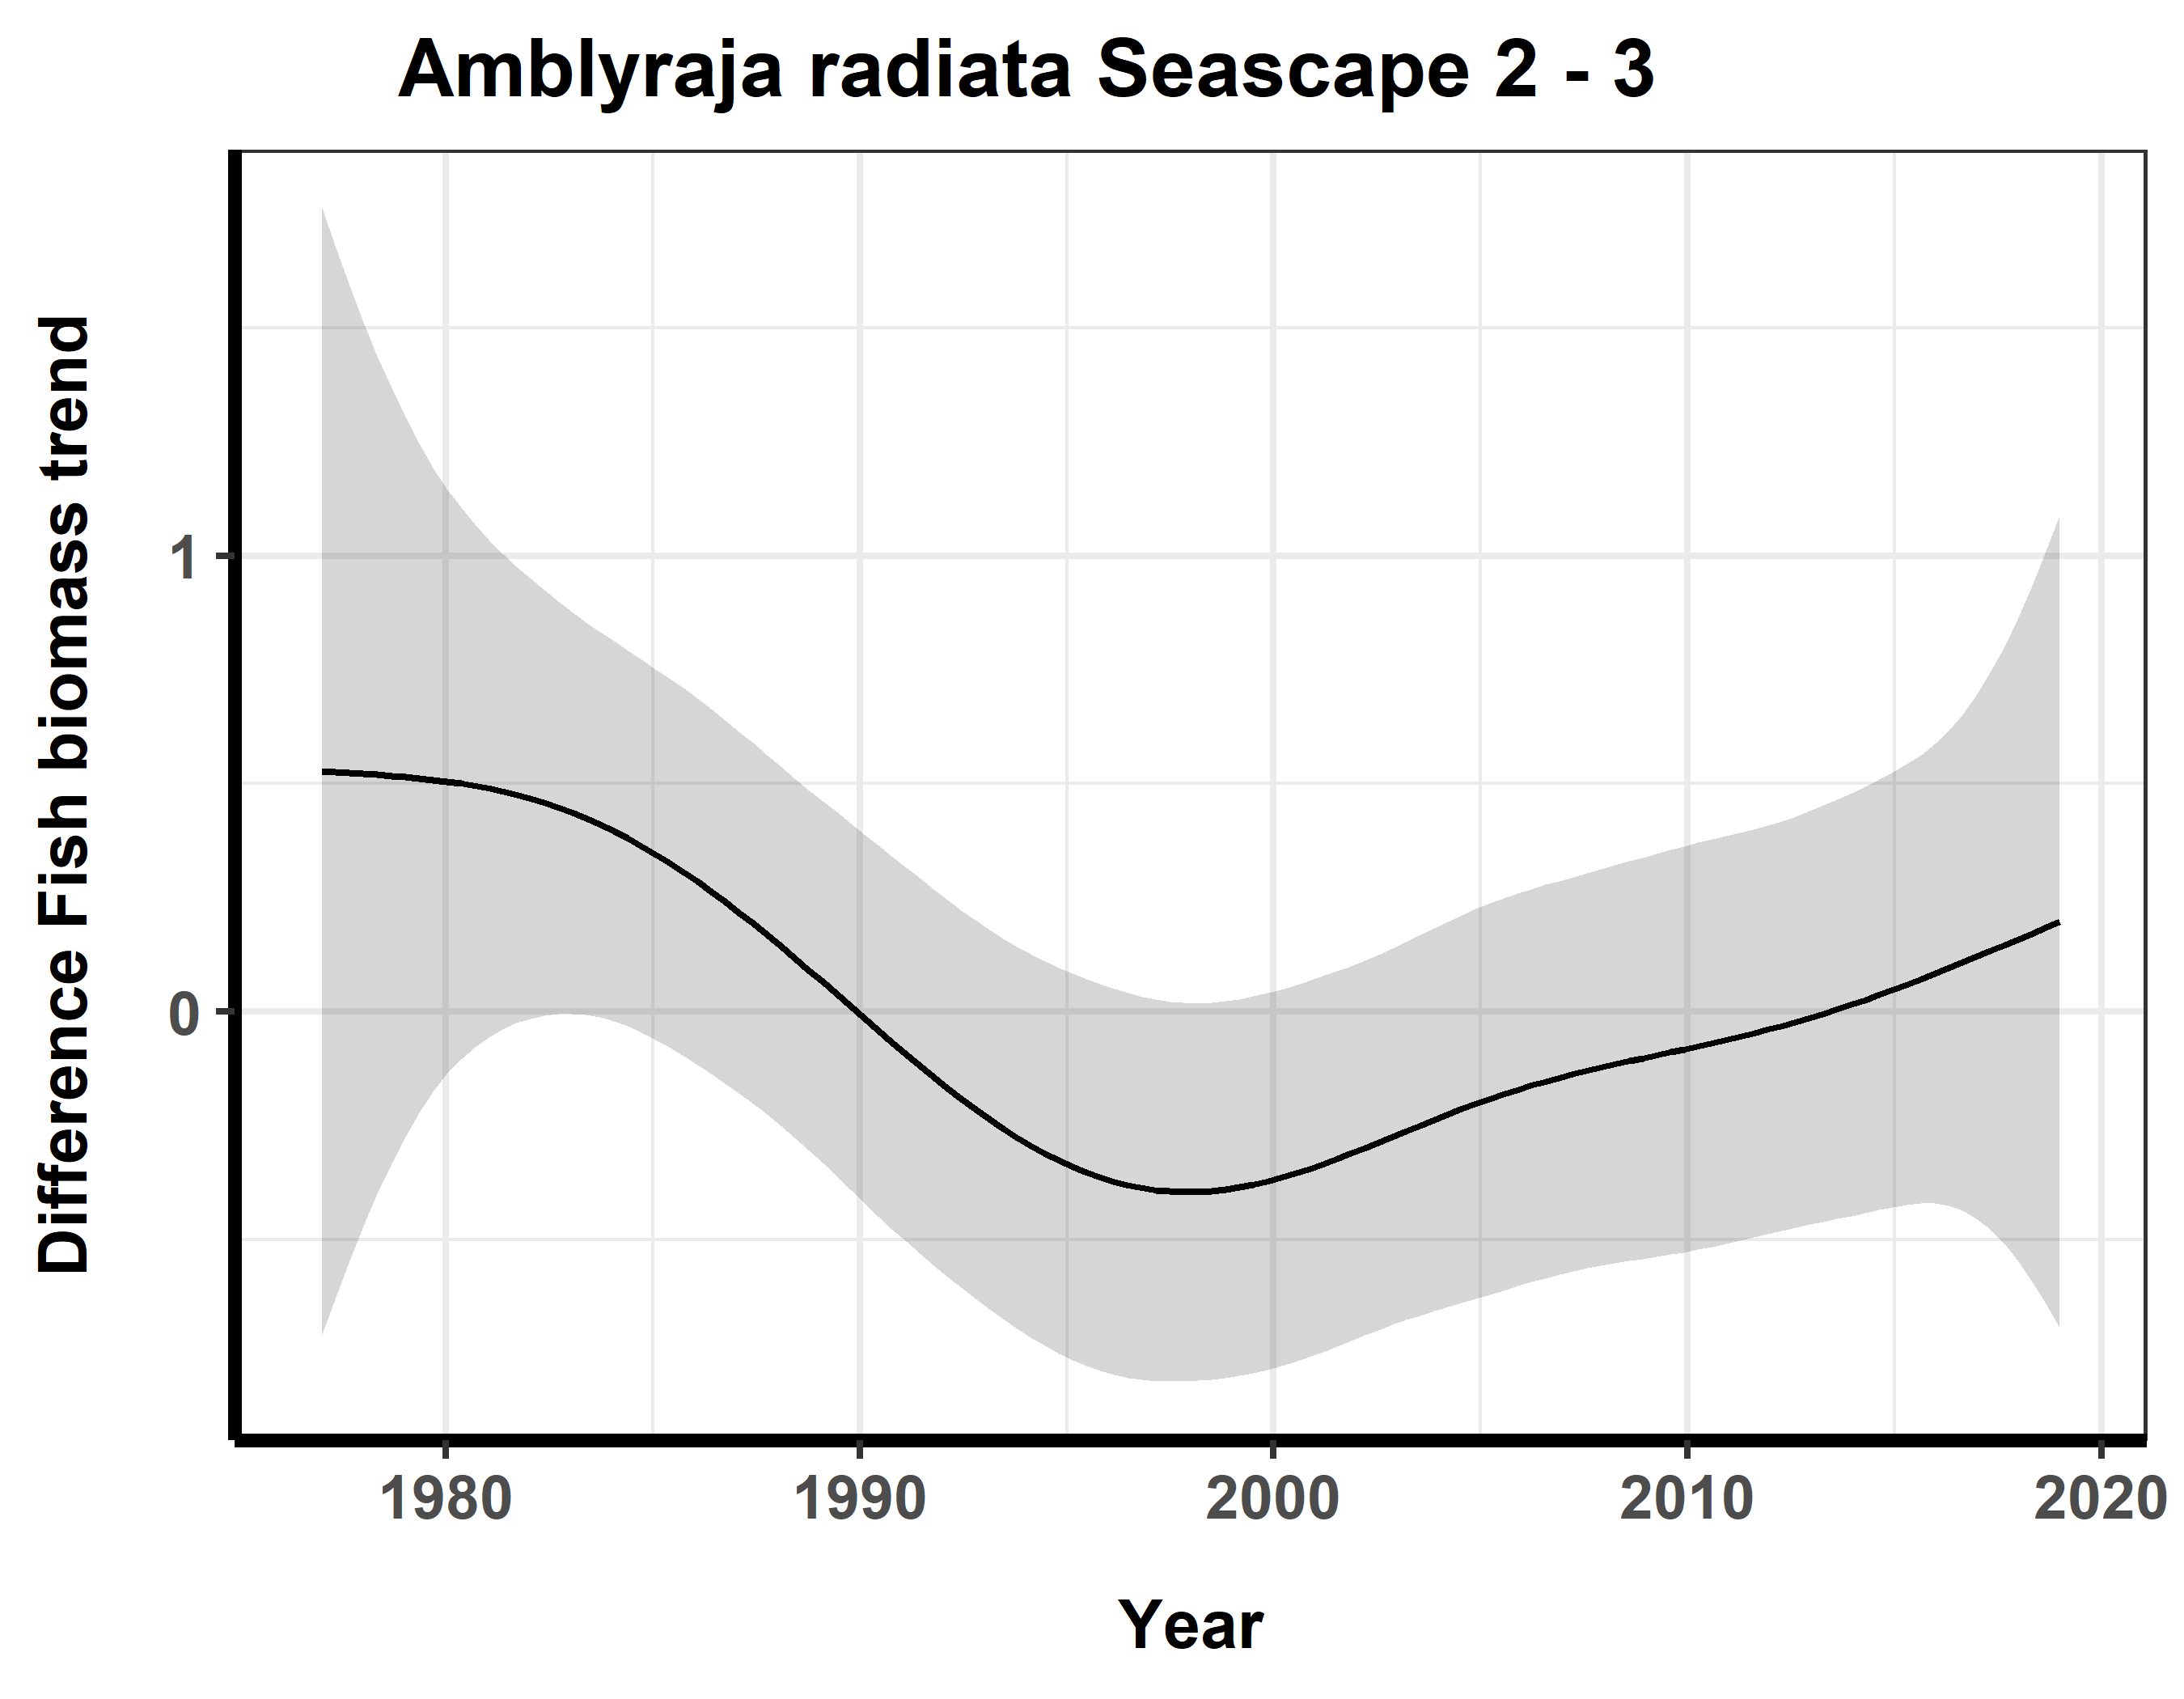 Amblyraja radiata Seascape 2 - 3
Difference Fish biomass trend
1
0
1980 1990 2000 2010 2020
Year